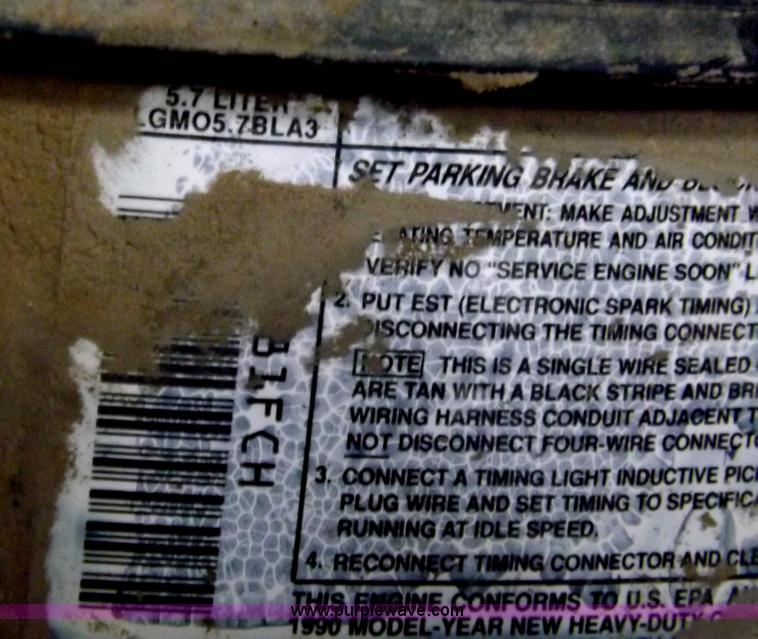 5.7 LITER
LGMO5.7BLA3
SET PARKING BRAKE AND
MAKE ADJUSTMENT
TEMPERATURE AND AIR
VERIFY NO "SERVICE ENGINE SOON"
2. PUT EST (ELECTRONIC SPARK TIMING)
DISCONNECTING THE TIMING
NOTE THIS IS A SINGLE WIRE SEALED
ARE TAN WITH A BLACK STRIPE AND
WIRING HARNESS CONDUIT ADJACENT
NOT DISCONNECT FOUR-WIRE
3. CONNECT A TIMING LIGHT INDUCTIVE
PLUG WIRE AND SET TIMING TO
RUNNING AT IDLE SPEED.
4. RECONNECT TIMING CONNECTOR AND
THIS ENGINE CONFORMS TO U.S. EPA
1990 MODEL-YEAR NEW HEAVY-DUTY
B1FCH
www.purplewave.com